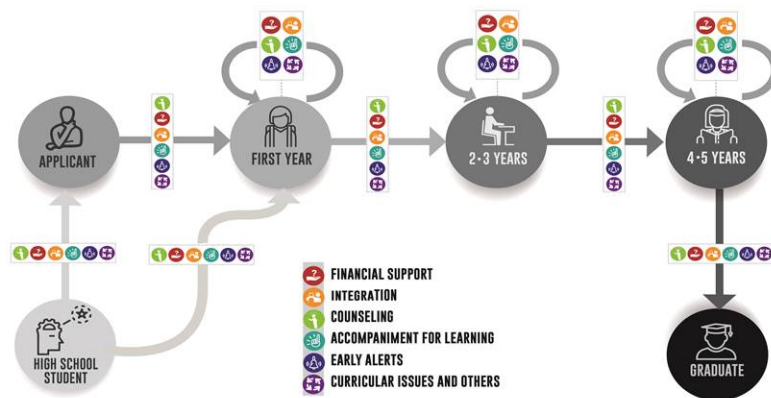 APPLICANT
FIRST YEAR
2•3 YEARS
4•5 YEARS
HIGH SCHOOL
STUDENT
FINANCIAL SUPPORT
INTEGRATION
COUNSELING
ACCOMPANIMENT FOR LEARNING
EARLY ALERTS
CURRICULAR ISSUES AND OTHERS
GRADUATE